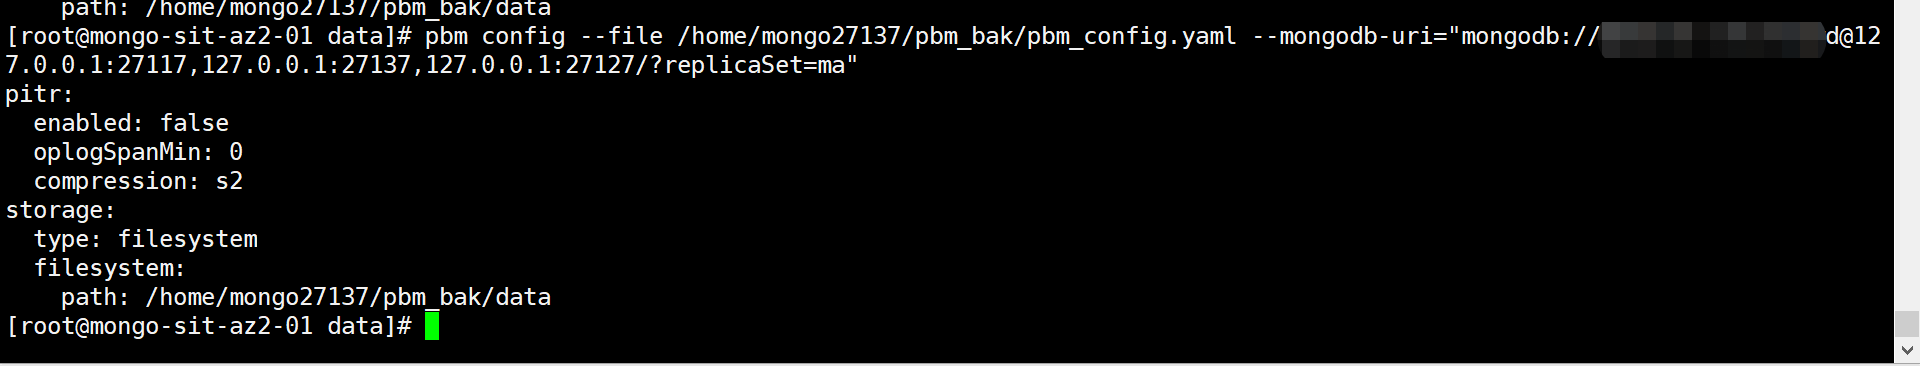 path: /home/mongo27137/pbm_bak/data
[root@mongo-sit-az2-01 data]# pbm config --file /home/mongo27137/pbm_bak/pbm_config.yaml --mongodb-uri="mongodb://d@12
7.0.0.1:27117,127.0.0.1:27137,127.0.0.1:27127/?replicaSet=ma"
pitr:
  enabled: false
  oplogSpanMin: 0
  compression: s2
storage:
  type: filesystem
  filesystem:
    path: /home/mongo27137/pbm_bak/data
[root@mongo-sit-az2-01 data]#